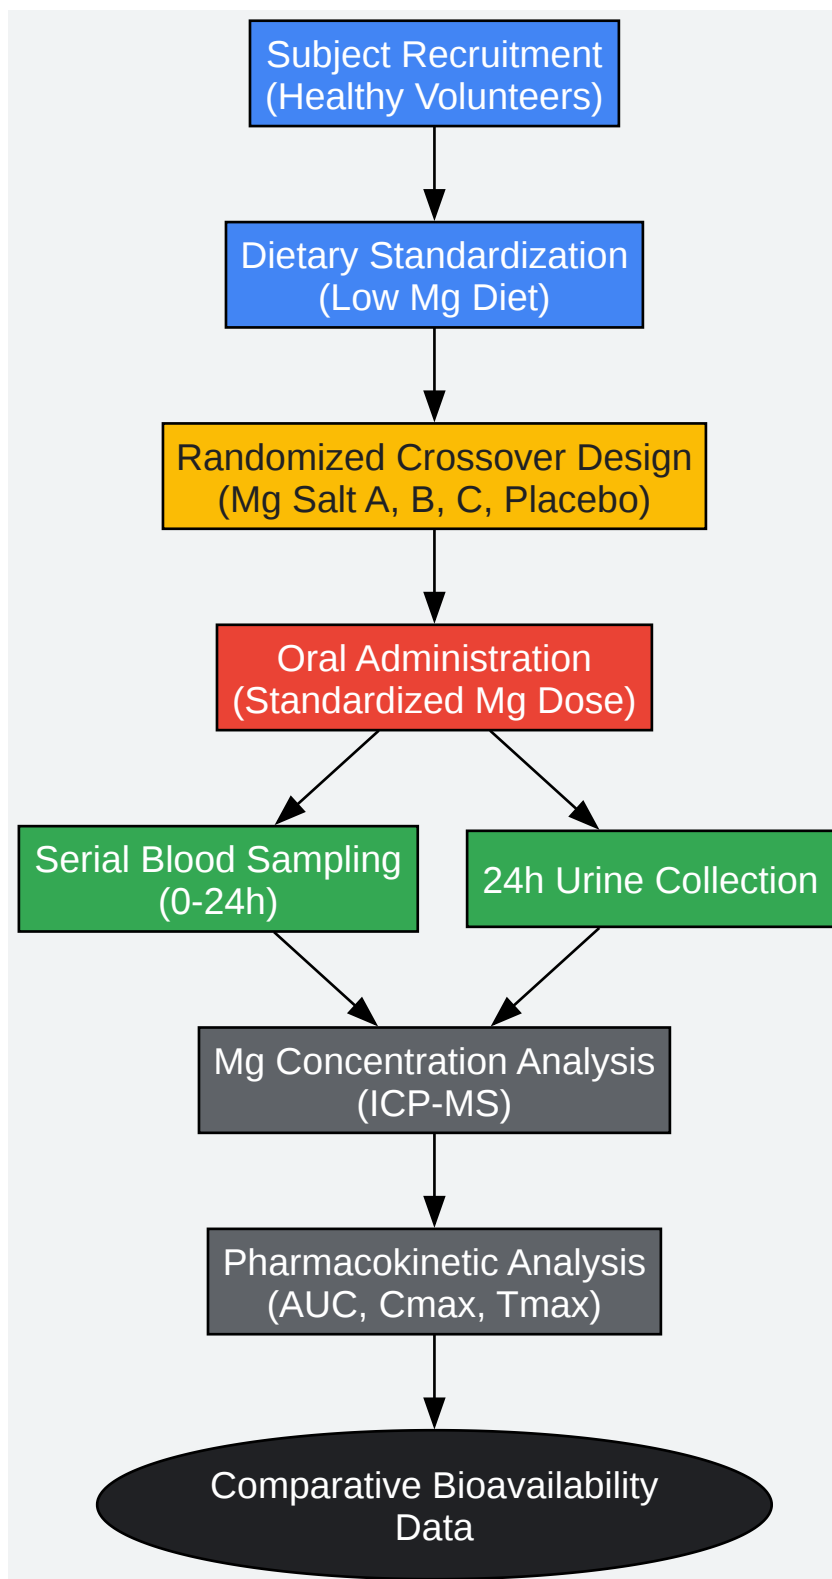 Subject Recruitment
(Healthy Volunteers)
Dietary Standardization
(Low Mg Diet)
Randomized Crossover Design
(Mg Salt A, B, C, Placebo)
Oral Administration
(Standardized Mg Dose)
Serial Blood Sampling
(0-24h)
24h Urine Collection
Mg Concentration Analysis
(ICP-MS)
Pharmacokinetic Analysis
(AUC, Cmax, Tmax)
Comparative Bioavailability
Data